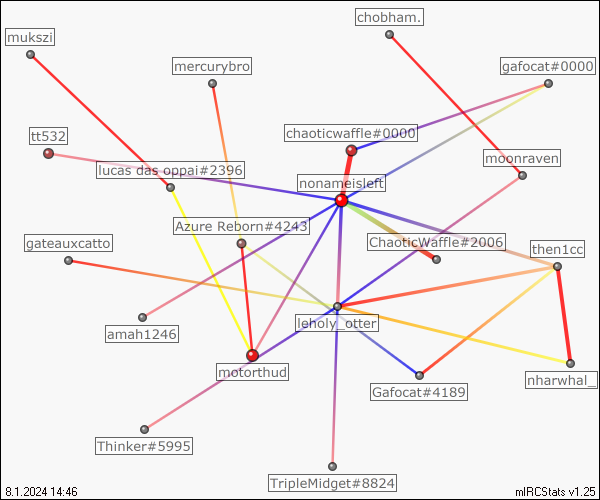 chobham.
mukszi
mercurybro
gafocat#0000
tt532
chaoticwaffle#0000
moonraven
lucas das oppai#2396
nonameisleft
Azure Reborn#4243
gateauxcatto
ChaoticWaffle#2006
then1cc
amah1246
leholy_otter
motorthud
nharwhal_
Gafocat#4189
Thinker#5995
TripleMidget#8824
8.1.2024 14:46
mIRCStats v1.25